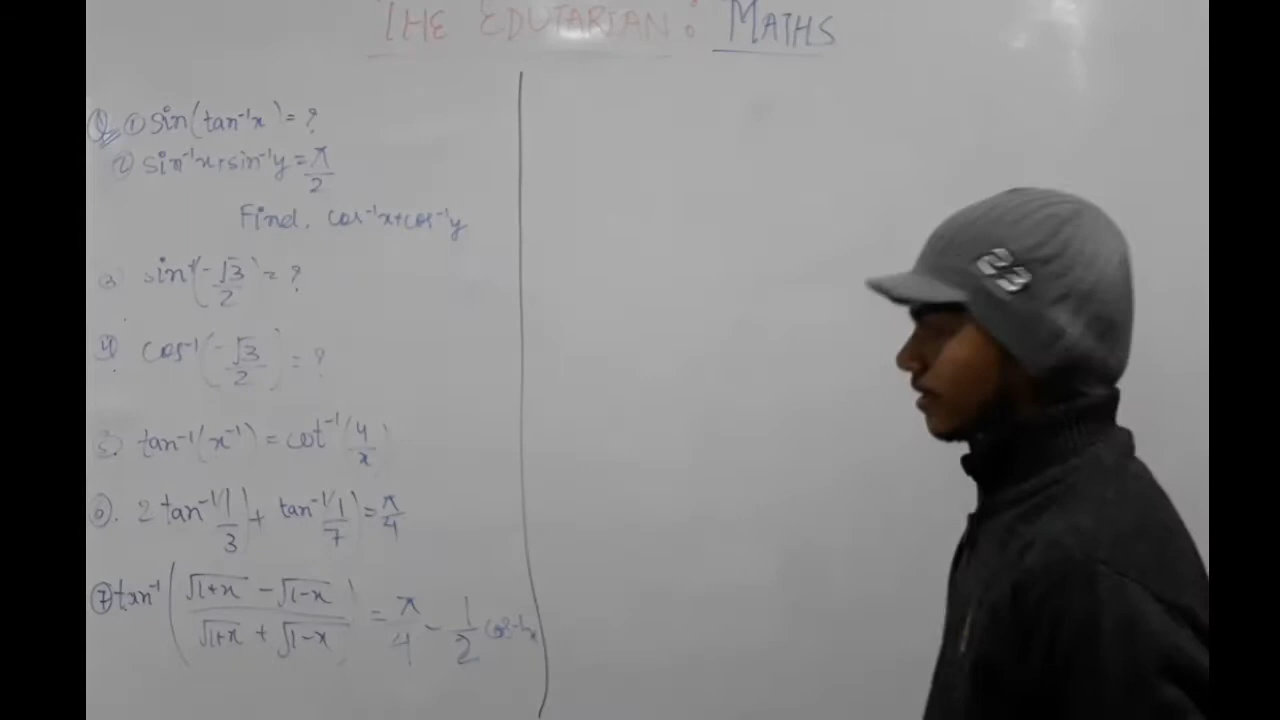 THE EDUTARIAN: MATHS
Q ① sin(tan⁻¹x) = ?
② sin⁻¹x + sin⁻¹y = π/2
Find. cos⁻¹x + cos⁻¹y
③ sin⁻¹(-√3/2) = ?
④ cos⁻¹(-√3/2) = ?
⑤ tan⁻¹(x⁻¹) = cot⁻¹(4/x)
⑥. 2 tan⁻¹(1/3) + tan⁻¹(1/7) = π/4
⑦ tan⁻¹((√1+x - √1-x)/(√1+x + √1-x)) = π/4 - 1/2 cos⁻¹x
23